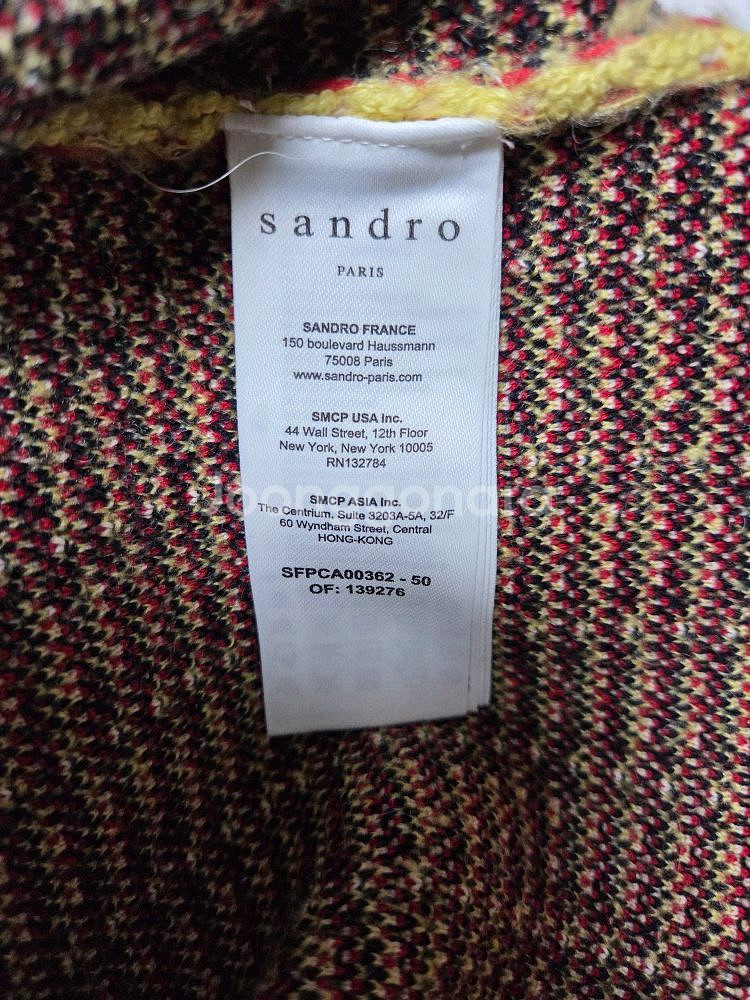 sandro
PARIS
SANDRO FRANCE
150 boulevard Haussmann
75008 Paris
www.sandro-paris.com
SMCP USA Inc.
44 Wall Street, 12th Floor
New York, New York 10005
RN132784
SMCP ASIA Inc.
The Centrium, Suite 3203A-5A, 32/F
60 Wyndham Street, Central
HONG-KONG
SFPCA00362 - 50
OF: 139276